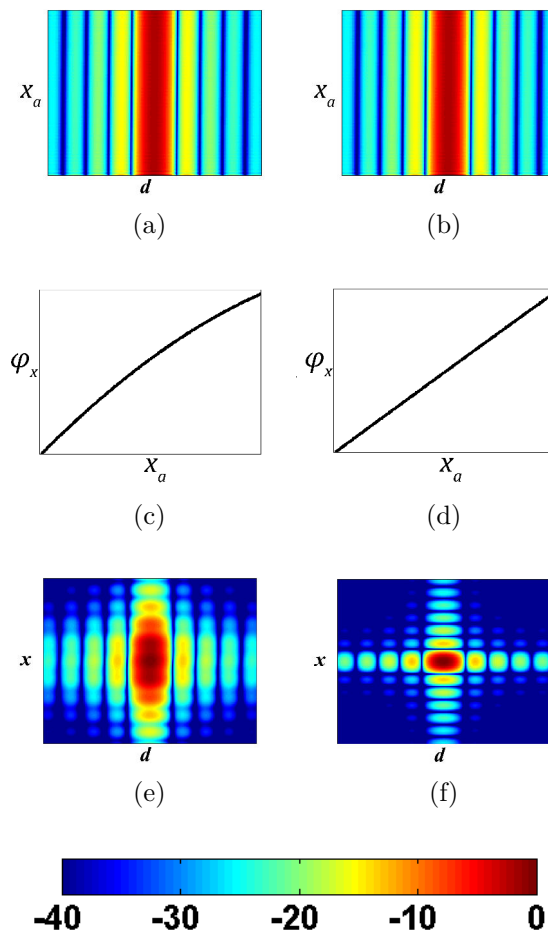 x_a
x_a
d
d
(a)
(b)
φ_x
φ_x
x_a
x_a
(c)
(d)
x
x
d
d
(e)
(f)
-40 -30 -20 -10 0